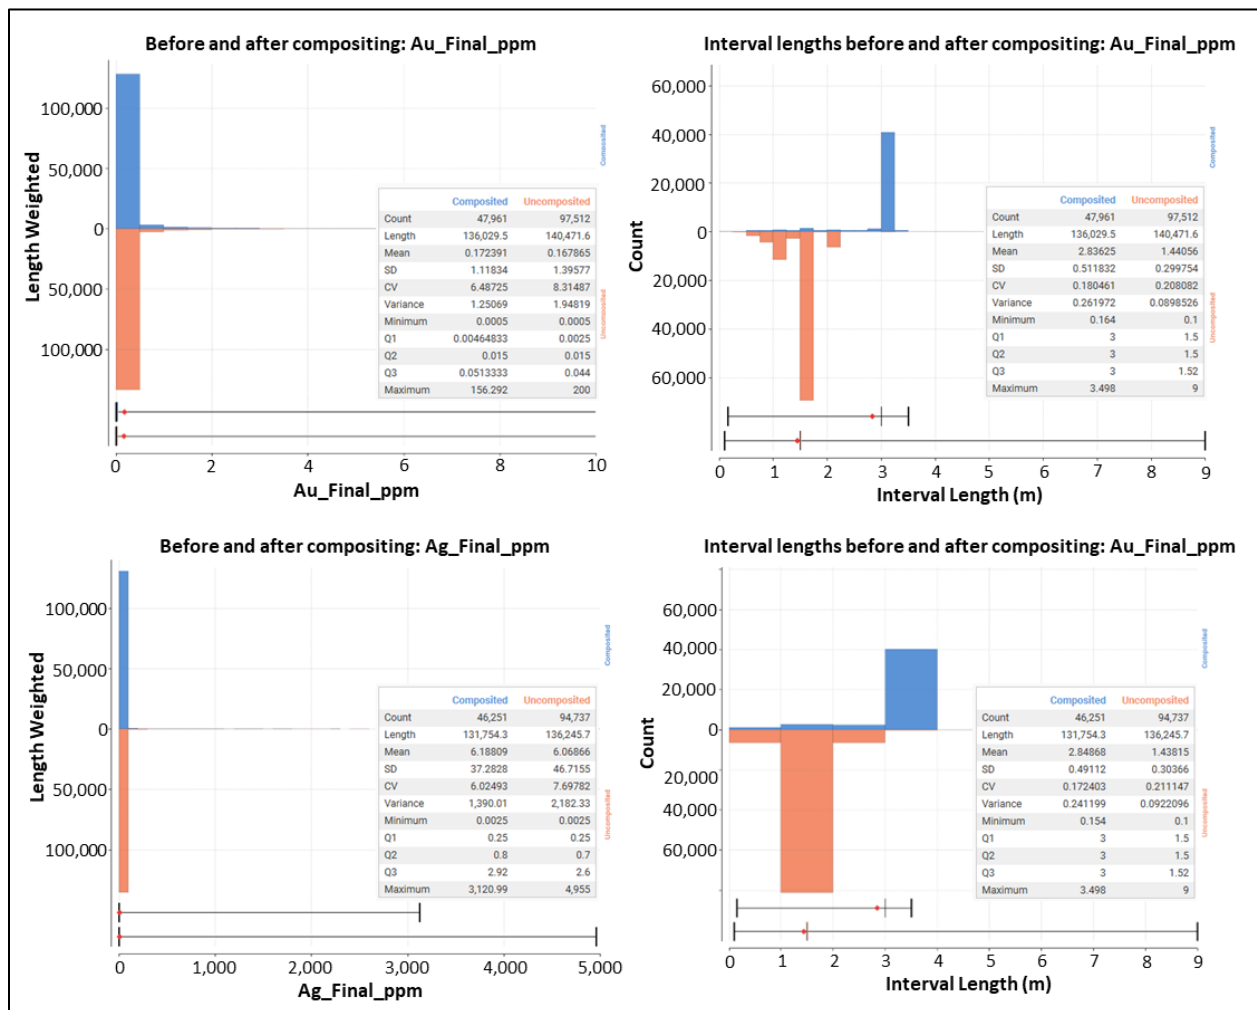 Before and after compositing: Au_Final_ppm
100,000
50,000
0
50,000
100,000
Length Weighted
Composited
Uncomposited
Composited Uncomposited
Count 47,961 97,512
Length 136,029.5 140,471.6
Mean 0.172391 0.167865
SD 1.11834 1.39577
CV 6.48725 8.31487
Variance 1.25069 1.94819
Minimum 0.0005 0.0005
Q1 0.00464833 0.0025
Q2 0.015 0.015
Q3 0.0513333 0.044
Maximum 156.292 200
0 2 4 6 8 10
Au_Final_ppm
Interval lengths before and after compositing: Au_Final_ppm
60,000
40,000
20,000
0
20,000
40,000
60,000
Count
Composited
Uncomposited
Composited Uncomposited
Count 47,961 97,512
Length 136,029.5 140,471.6
Mean 2.83625 1.44056
SD 0.511832 0.299754
CV 0.180461 0.208082
Variance 0.261972 0.0898526
Minimum 0.164 0.1
Q1 3 1.5
Q2 3 1.5
Q3 3 1.52
Maximum 3.498 9
0 1 2 3 4 5 6 7 8 9
Interval Length (m)
Before and after compositing: Ag_Final_ppm
100,000
50,000
0
50,000
100,000
Length Weighted
Composited
Uncomposited
Composited Uncomposited
Count 46,251 94,737
Length 131,754.3 136,245.7
Mean 6.18809 6.06866
SD 37.2828 46.7155
CV 6.02493 7.69782
Variance 1,390.01 2,182.33
Minimum 0.0025 0.0025
Q1 0.25 0.25
Q2 0.8 0.7
Q3 2.92 2.6
Maximum 3,120.99 4,955
0 1,000 2,000 3,000 4,000 5,000
Ag_Final_ppm
Interval lengths before and after compositing: Au_Final_ppm
60,000
40,000
20,000
0
20,000
40,000
60,000
Count
Composited
Uncomposited
Composited Uncomposited
Count 46,251 94,737
Length 131,754.3 136,245.7
Mean 2.84868 1.43815
SD 0.49112 0.30366
CV 0.172403 0.211147
Variance 0.241199 0.0922096
Minimum 0.154 0.1
Q1 3 1.5
Q2 3 1.5
Q3 3 1.52
Maximum 3.498 9
0 1 2 3 4 5 6 7 8 9
Interval Length (m)